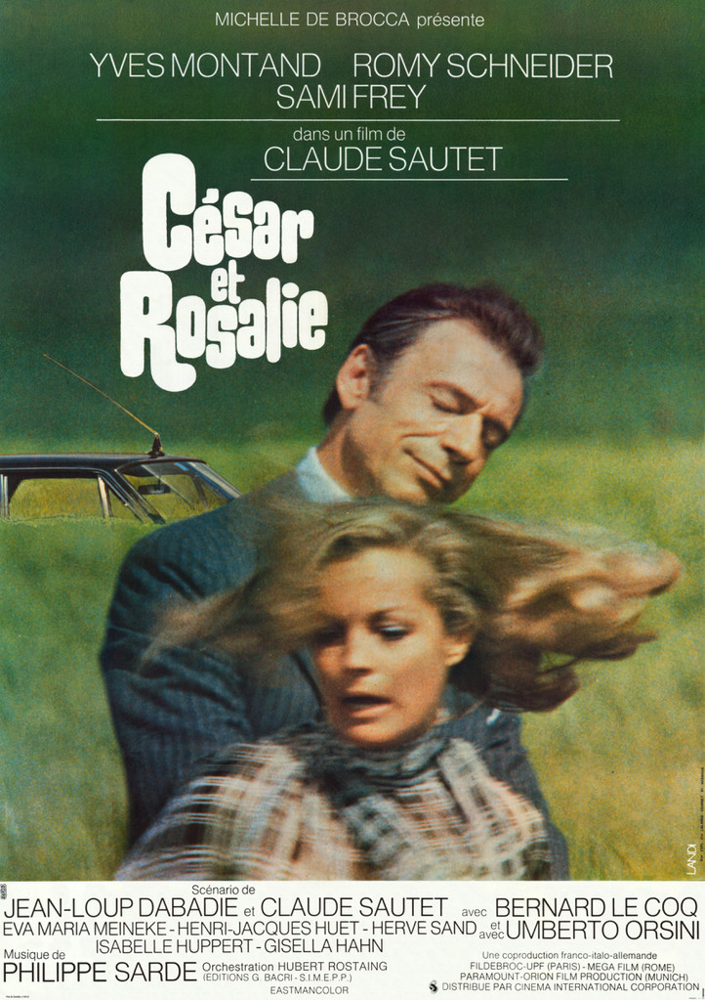 MICHELLE DE BROCCA présente
YVES MONTAND ROMY SCHNEIDER
SAMI FREY
dans un film de
CLAUDE SAUTET
César
et
Rosalie
LANDI
Scénario de
JEAN-LOUP DABADIE et CLAUDE SAUTET avec BERNARD LE COQ
EVA MARIA MEINEKE - HENRI-JACQUES HUET - HERVE SAND et avec UMBERTO ORSINI
ISABELLE HUPPERT - GISELLA HAHN
Musique de
PHILIPPE SARDE Orchestration HUBERT ROSTAING
(EDITIONS G. BACRI - S.I.M.E.P.P.)
EASTMANCOLOR
Une coproduction franco-italo-allemande
FILDEBROC-UPF (PARIS) - MEGA FILM (ROME)
PARAMOUNT-ORION FILM PRODUCTION (MUNICH)
DISTRIBUE PAR CINEMA INTERNATIONAL CORPORATION